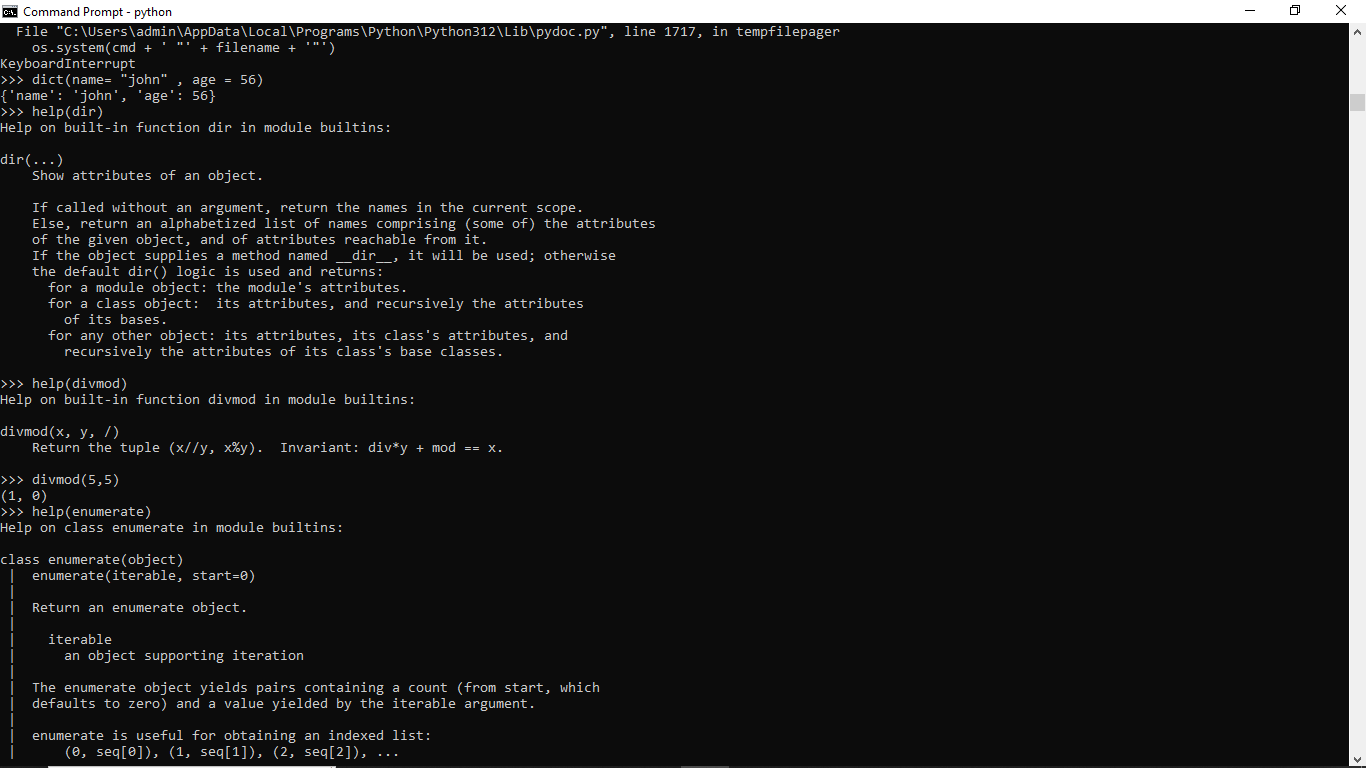 Command Prompt - python
  File "C:\Users\admin\AppData\Local\Programs\Python\Python312\Lib\pydoc.py", line 1717, in tempfilepager
    os.system(cmd + ' "' + filename + '"')
KeyboardInterrupt
>>> dict(name= "john" , age = 56)
{'name': 'john', 'age': 56}
>>> help(dir)
Help on built-in function dir in module builtins:

dir(...)
    Show attributes of an object.

    If called without an argument, return the names in the current scope.
    Else, return an alphabetized list of names comprising (some of) the attributes
    of the given object, and of attributes reachable from it.
    If the object supplies a method named __dir__, it will be used; otherwise
    the default dir() logic is used and returns:
      for a module object: the module's attributes.
      for a class object:  its attributes, and recursively the attributes
        of its bases.
      for any other object: its attributes, its class's attributes, and
        recursively the attributes of its class's base classes.

>>> help(divmod)
Help on built-in function divmod in module builtins:

divmod(x, y, /)
    Return the tuple (x//y, x%y).  Invariant: div*y + mod == x.

>>> divmod(5,5)
(1, 0)
>>> help(enumerate)
Help on class enumerate in module builtins:

class enumerate(object)
 |  enumerate(iterable, start=0)
 |
 |  Return an enumerate object.
 |
 |    iterable
 |      an object supporting iteration
 |
 |  The enumerate object yields pairs containing a count (from start, which
 |  defaults to zero) and a value yielded by the iterable argument.
 |
 |  enumerate is useful for obtaining an indexed list:
 |      (0, seq[0]), (1, seq[1]), (2, seq[2]), ...